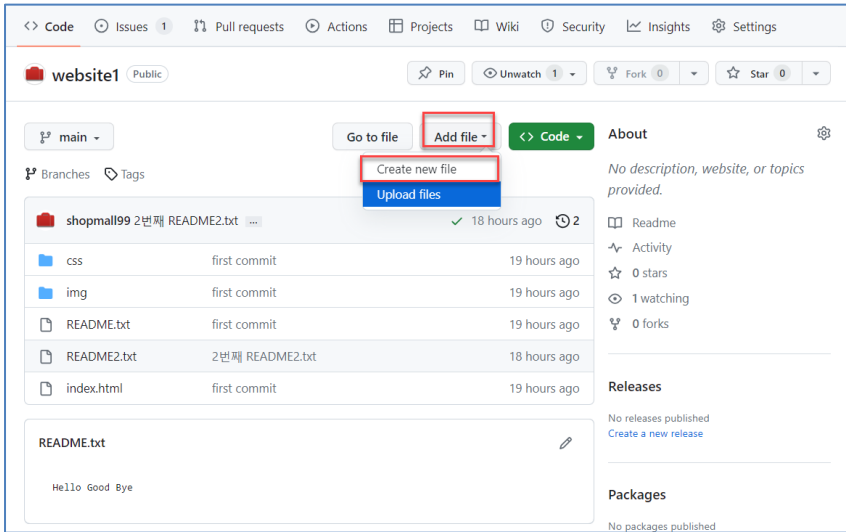 Code Issues 1 Pull requests Actions Projects Wiki Security Insights Settings
website1 Public Pin Unwatch 1 Fork 0 Star 0
main Go to file Add file Code
Branches Tags
Create new file
Upload files
shopmall99 2번째 README2.txt ... 18 hours ago 2
css first commit 19 hours ago
img first commit 19 hours ago
README.txt first commit 19 hours ago
README2.txt 2번째 README2.txt 18 hours ago
index.html first commit 19 hours ago
README.txt
Hello Good Bye
About
No description, website, or topics
provided.
Readme
Activity
0 stars
1 watching
0 forks
Releases
No releases published
Create a new release
Packages
No packages published